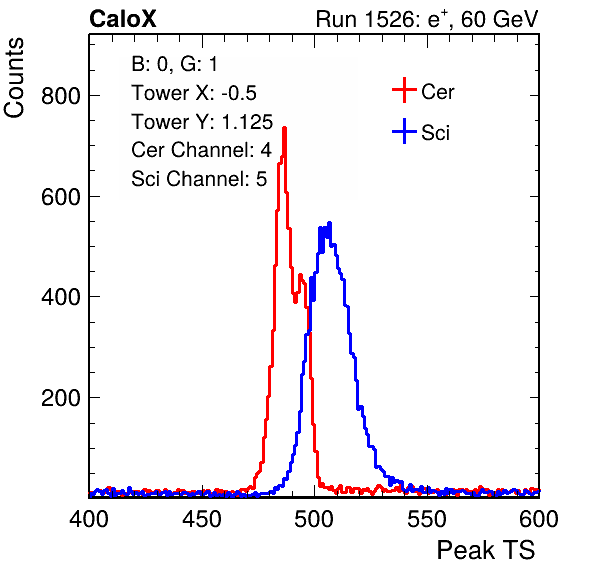 CaloX Run 1526: e⁺, 60 GeV
Counts
B: 0, G: 1
Tower X: -0.5
Tower Y: 1.125
Cer Channel: 4
Sci Channel: 5
Cer
Sci
800
600
400
200
400 450 500 550 600
Peak TS